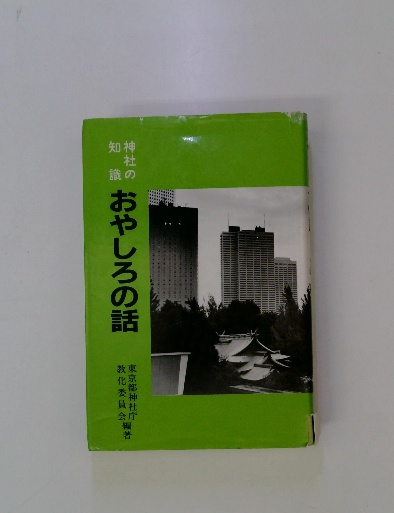 神社の
知識
おやしろの話
東京都神社庁
教化委員会編著